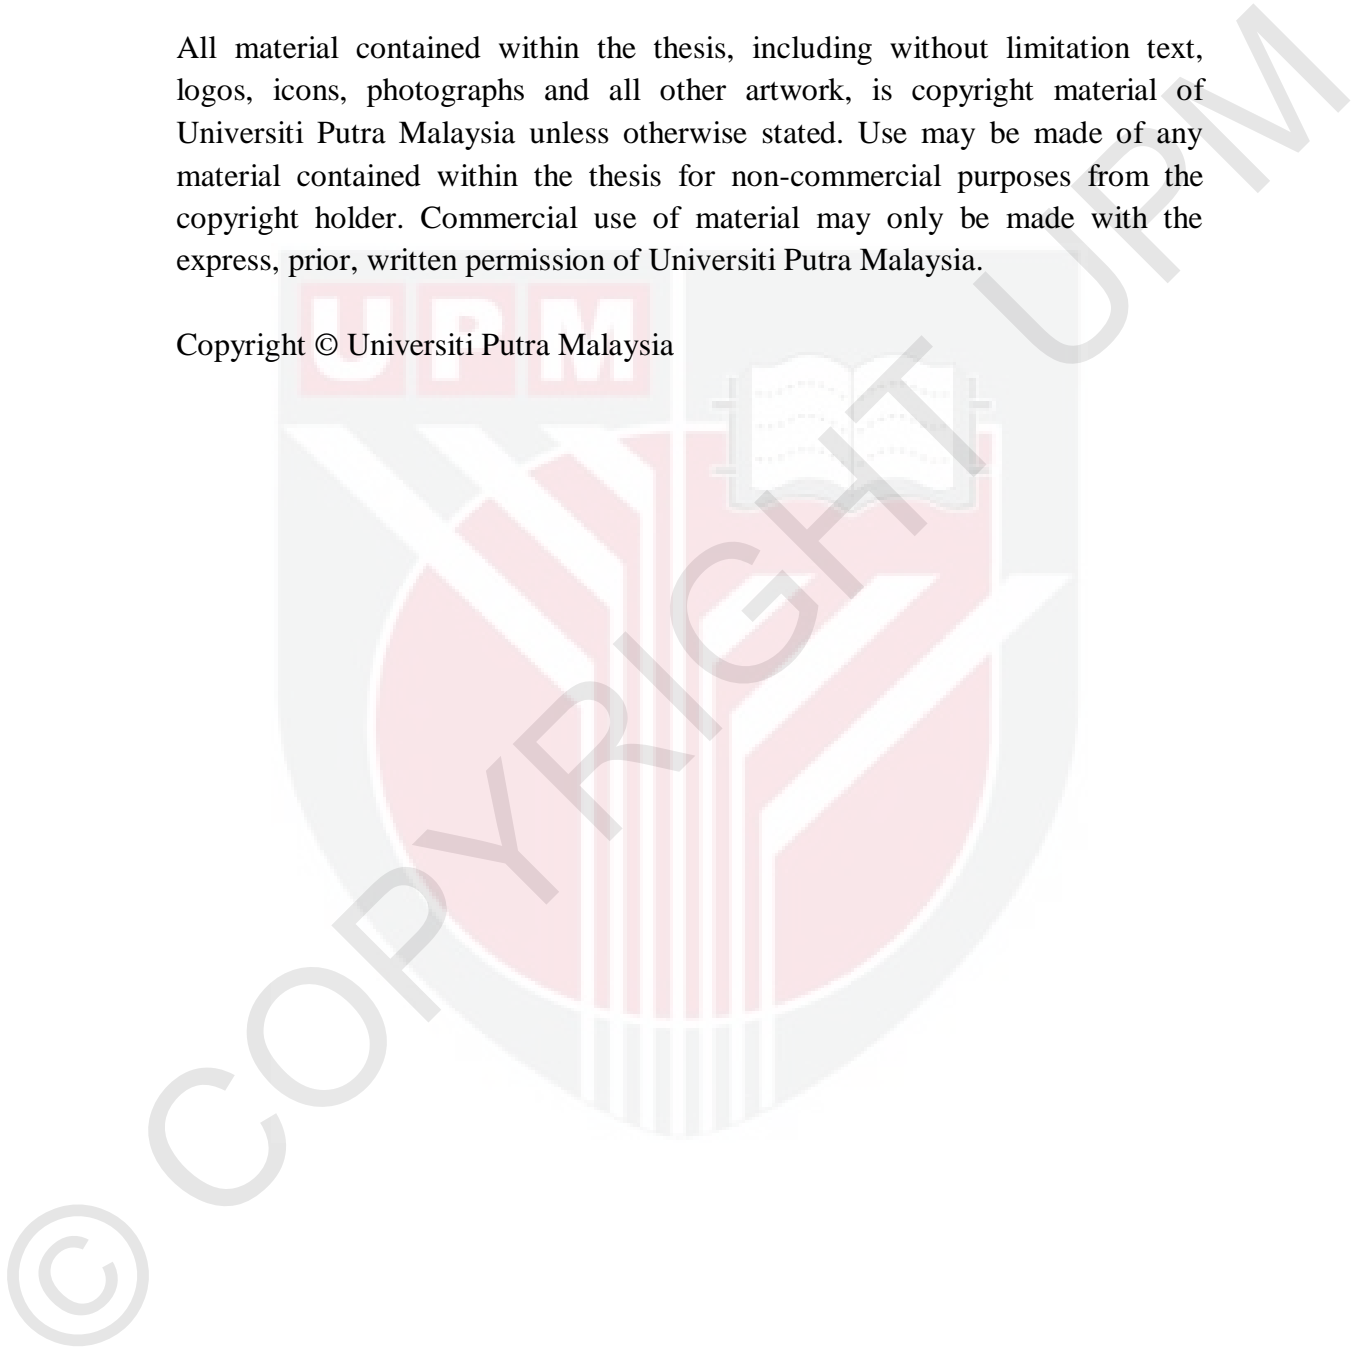 All material contained within the thesis, including without limitation text,
logos, icons, photographs and all other artwork, is copyright material of
Universiti Putra Malaysia unless otherwise stated. Use may be made of any
material contained within the thesis for non-commercial purposes from the
copyright holder. Commercial use of material may only be made with the
express, prior, written permission of Universiti Putra Malaysia.
Copyright © Universiti Putra Malaysia
UPM
© COPYRIGHT UPM